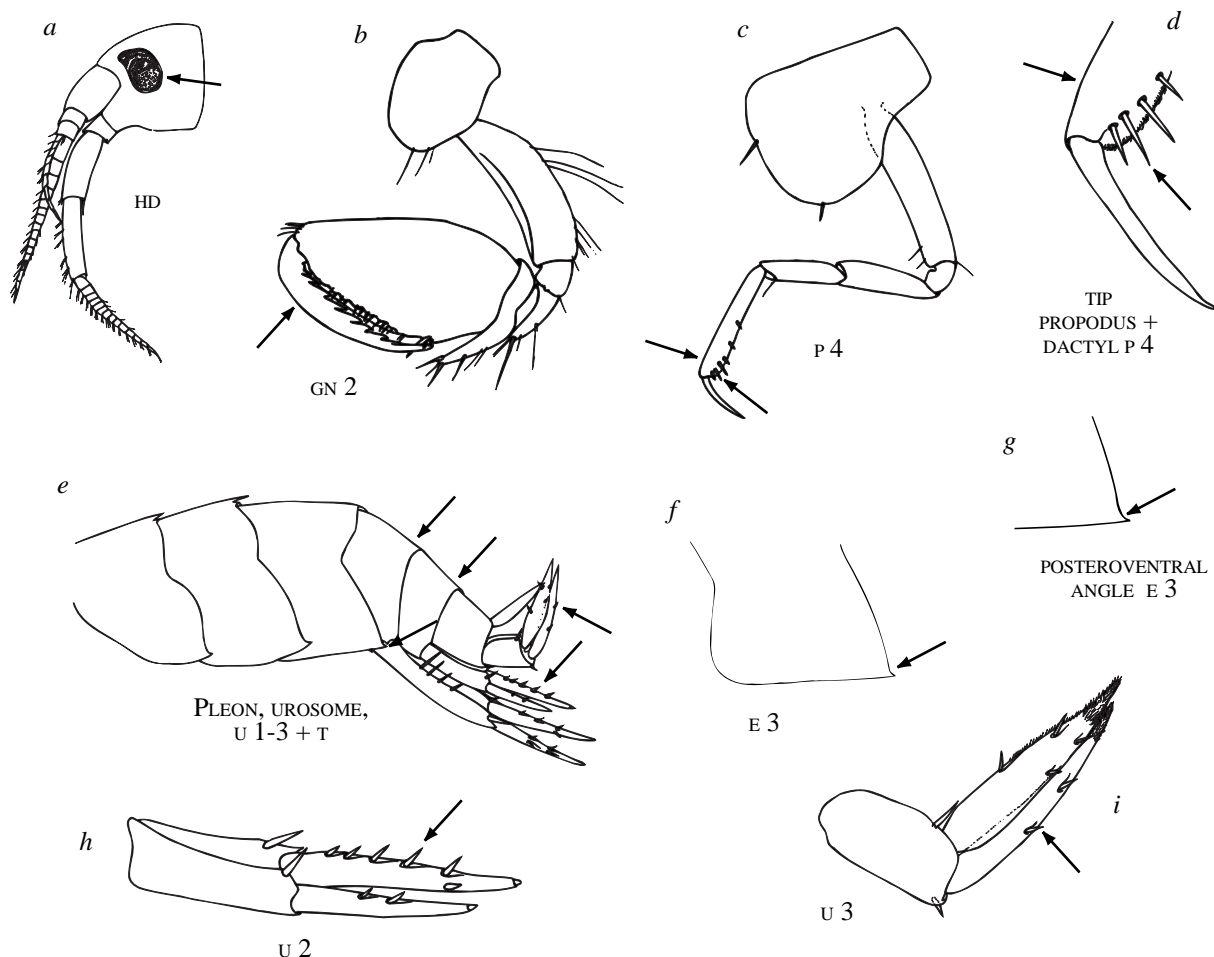 a
b
c
d
HD
GN 2
P 4
TIP
PROPODUS +
DACTYL P 4
e
f
g
PLEON, UROSOME,
U 1-3 + T
E 3
POSTEROVENTRAL
ANGLE E 3
h
U 2
i
U 3